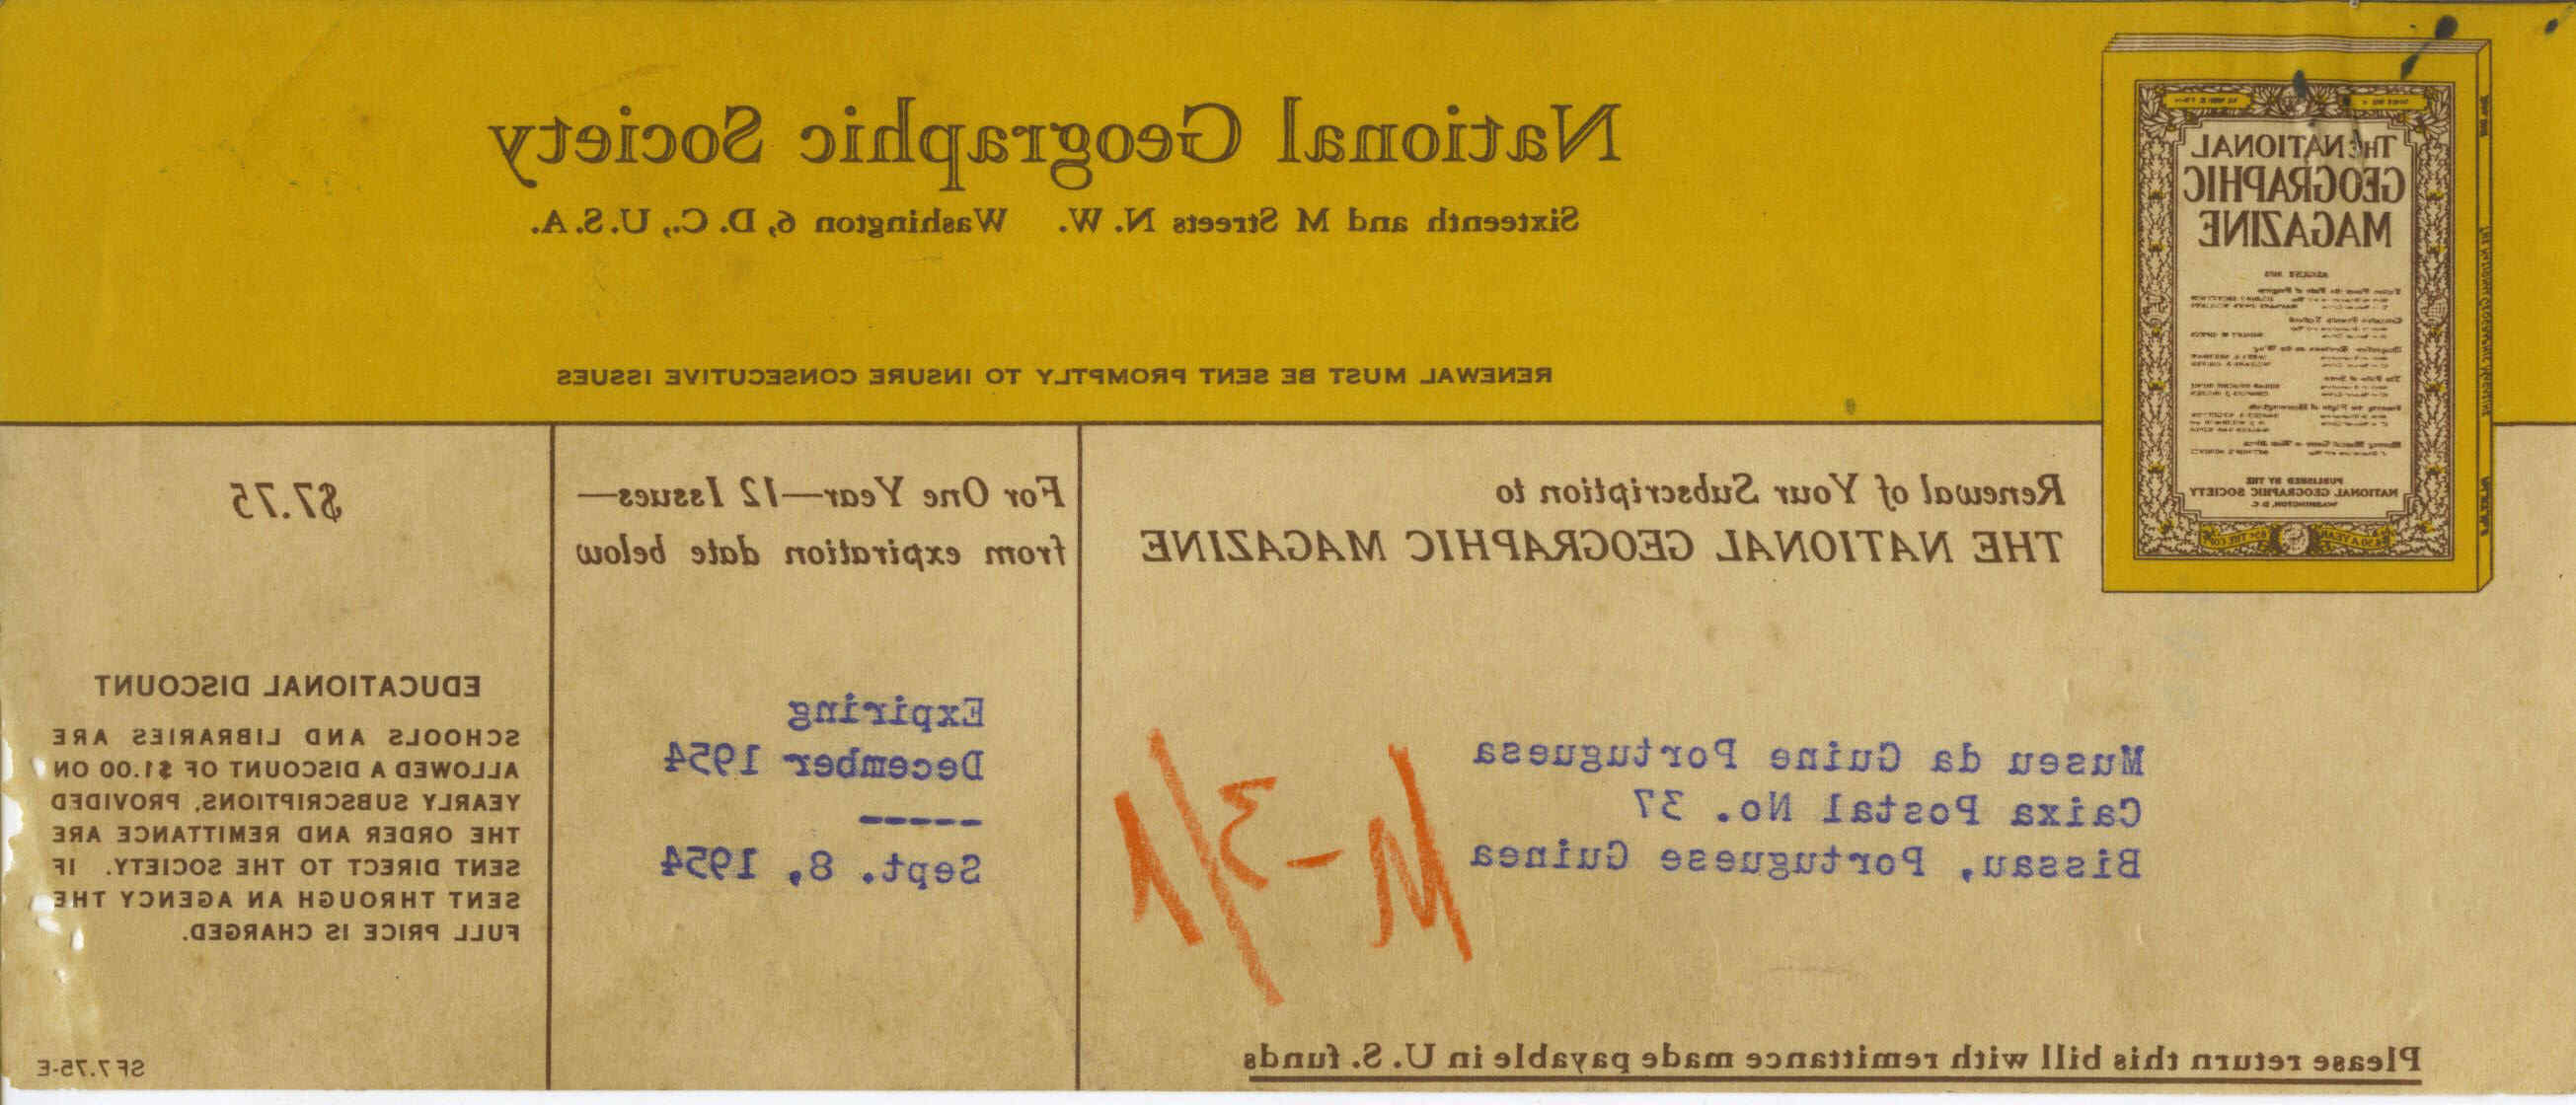 National Geographic Society
Sixteenth and M Streets N. W. Washington 6, D. C., U. S. A.
RENEWAL MUST BE SENT PROMPTLY TO INSURE CONSECUTIVE ISSUES
THE NATIONAL
GEOGRAPHIC
MAGAZINE
PUBLISHED BY THE
NATIONAL GEOGRAPHIC SOCIETY
WASHINGTON, D. C.
Renewal of Your Subscription to
THE NATIONAL GEOGRAPHIC MAGAZINE
Museu da Guine Portuguesa
Caixa Postal No. 37
Bissau, Portuguese Guinea
Please return this bill with remittance made payable in U. S. funds
For One Year—12 Issues—
from expiration date below
Expiring
December 1954
-----
Sept. 8, 1954
$7.75
EDUCATIONAL DISCOUNT
SCHOOLS AND LIBRARIES ARE
ALLOWED A DISCOUNT OF $1.00 ON
YEARLY SUBSCRIPTIONS, PROVIDED
THE ORDER AND REMITTANCE ARE
SENT DIRECT TO THE SOCIETY. IF
SENT THROUGH AN AGENCY THE
FULL PRICE IS CHARGED.
SF7.75-E